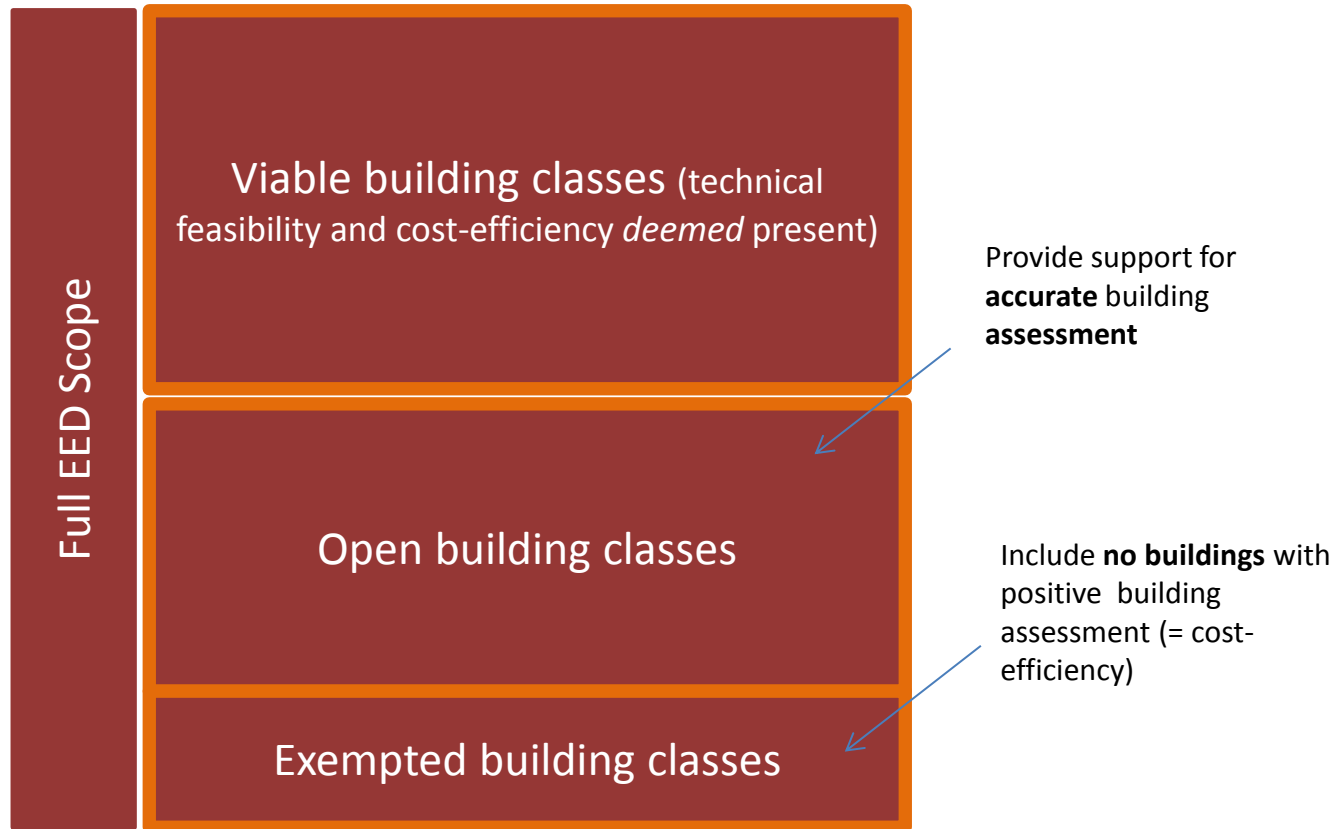 Full EED Scope
Viable building classes (technical
feasibility and cost-efficiency deemed present)
Provide support for
accurate building
assessment
Open building classes
Include no buildings with
positive  building
assessment (= cost-
efficiency)
Exempted building classes